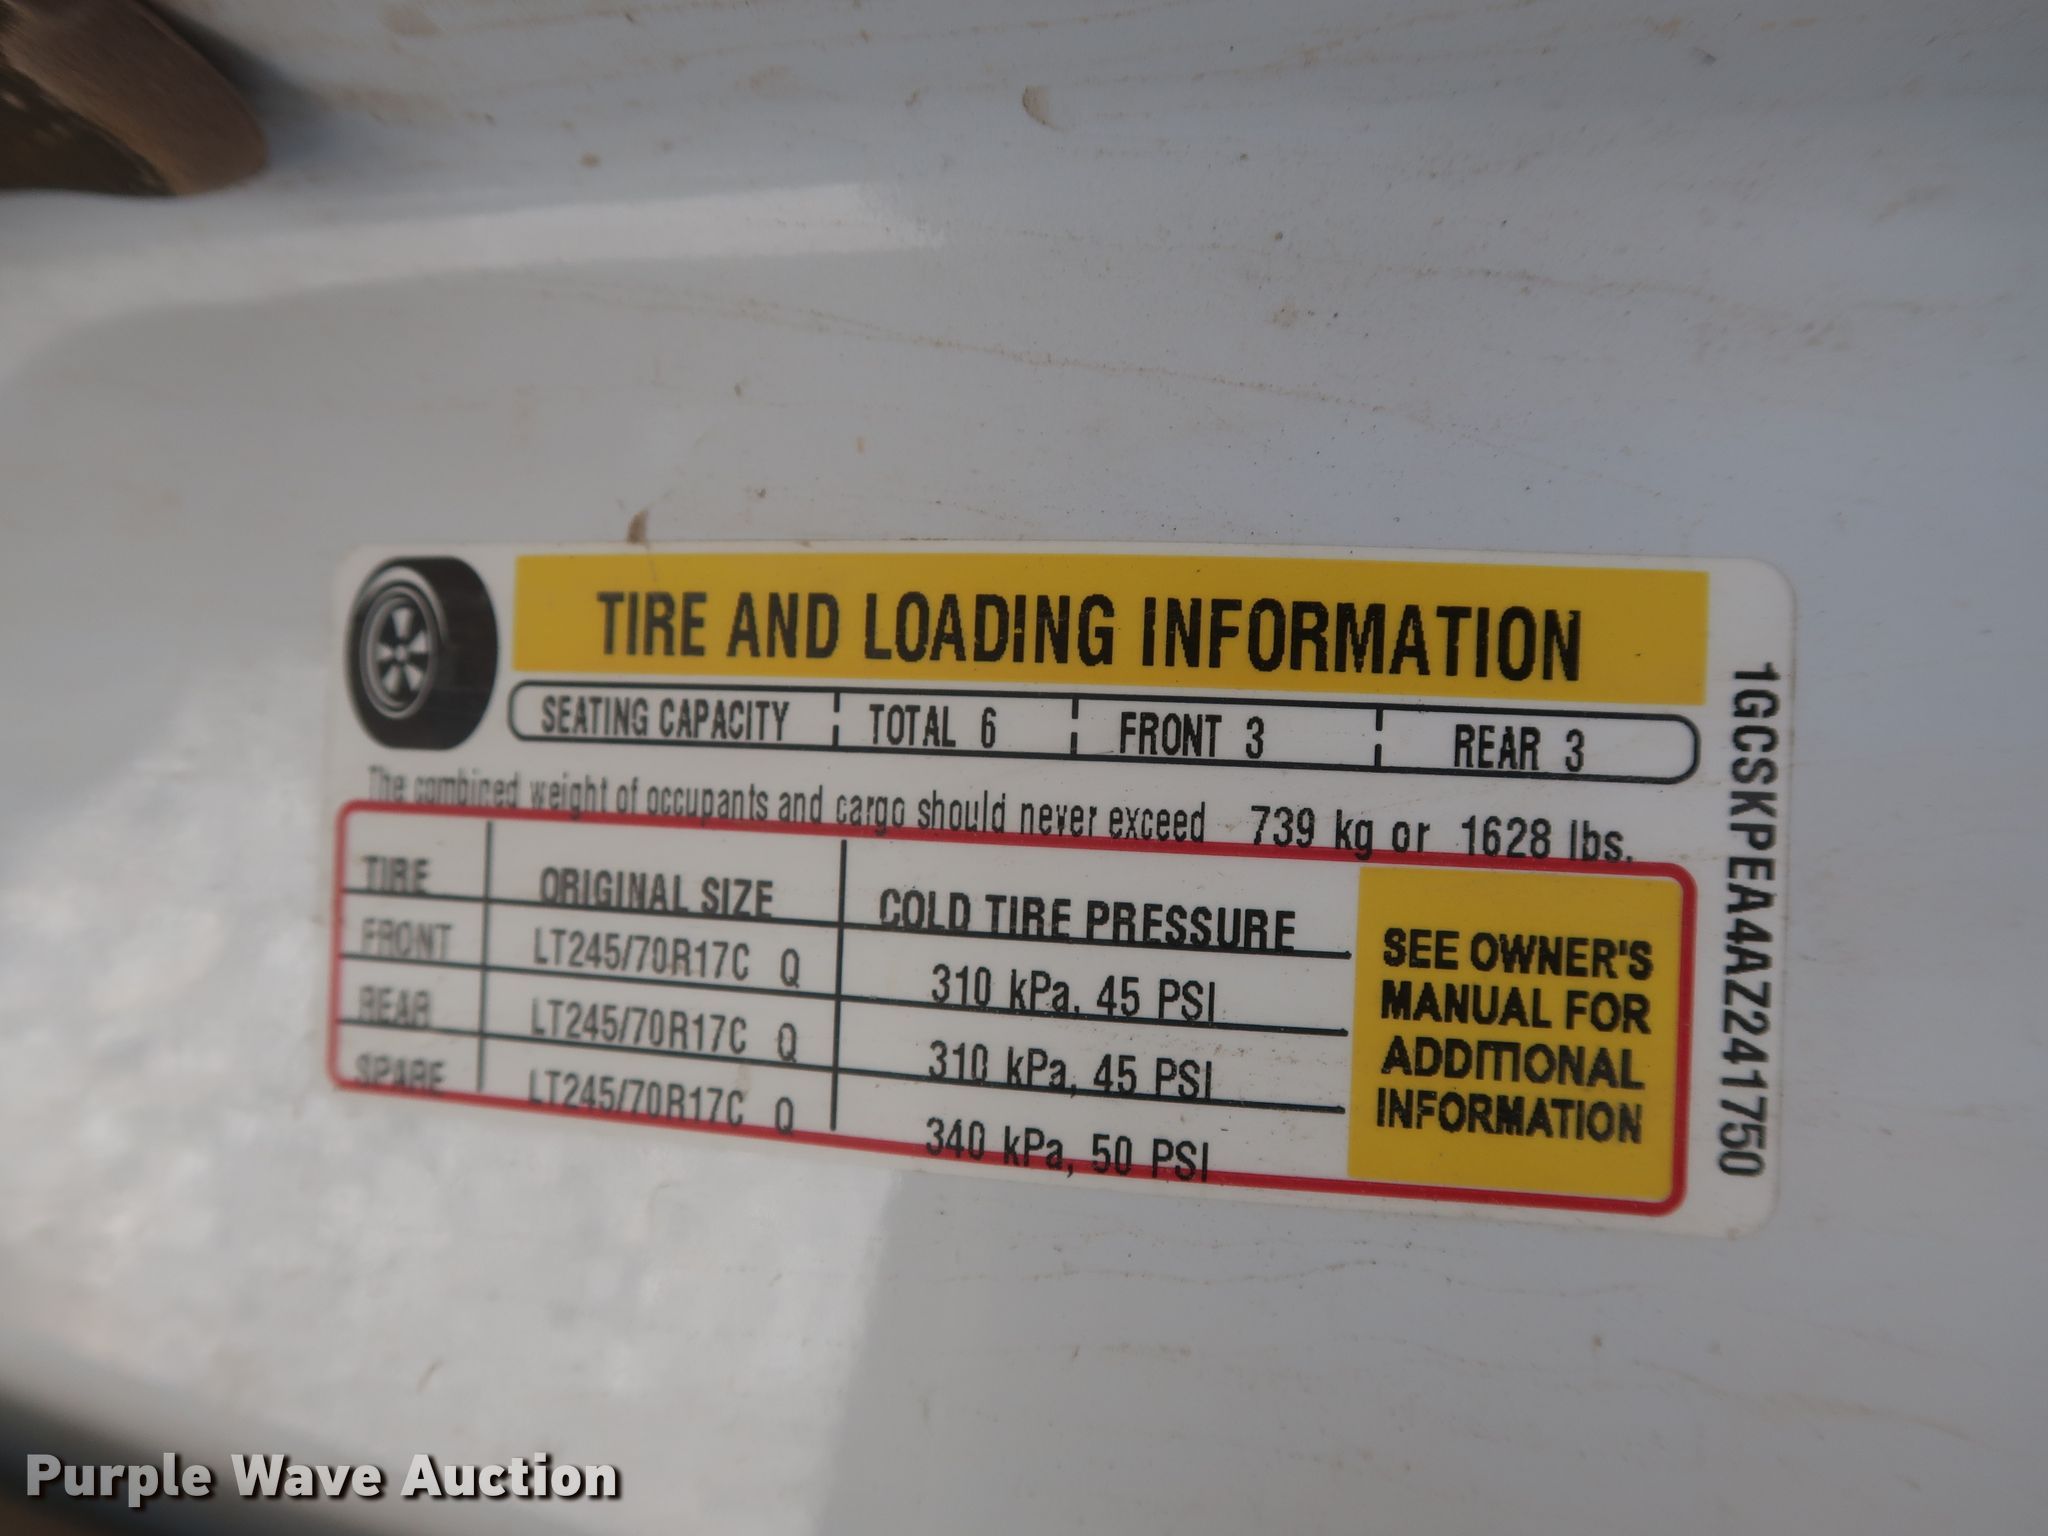 TIRE AND LOADING INFORMATION
SEATING CAPACITY TOTAL 6 FRONT 3 REAR 3
The combined weight of occupants and cargo should never exceed 739 kg or 1628 lbs.
TIRE ORIGINAL SIZE COLD TIRE PRESSURE
FRONT LT245/70R17C Q 310 kPa, 45 PSI
REAR LT245/70R17C Q 310 kPa, 45 PSI
SPARE LT245/70R17C Q 340 kPa, 50 PSI
SEE OWNER'S
MANUAL FOR
ADDITIONAL
INFORMATION
1GCSKPEA4AZ241750
Purple Wave Auction